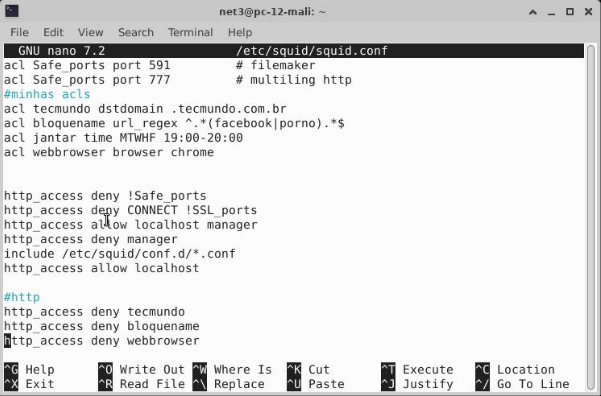 net3@pc-12-mali: ~
File Edit View Search Terminal Help
GNU nano 7.2 /etc/squid/squid.conf
acl Safe_ports port 591 # filemaker
acl Safe_ports port 777 # multiling http
#minhas acls
acl tecmundo dstdomain .tecmundo.com.br
acl bloquename url_regex ^.*(facebook|porno).*$
acl jantar time MTWHF 19:00-20:00
acl webbrowser browser chrome
http_access deny !Safe_ports
http_access deny CONNECT !SSL_ports
http_access allow localhost manager
http_access deny manager
include /etc/squid/conf.d/*.conf
http_access allow localhost
#http
http_access deny tecmundo
http_access deny bloquename
http_access deny webbrowser
^G Help ^O Write Out ^W Where Is ^K Cut ^T Execute ^C Location
^X Exit ^R Read File ^\ Replace ^U Paste ^J Justify ^/ Go To Line